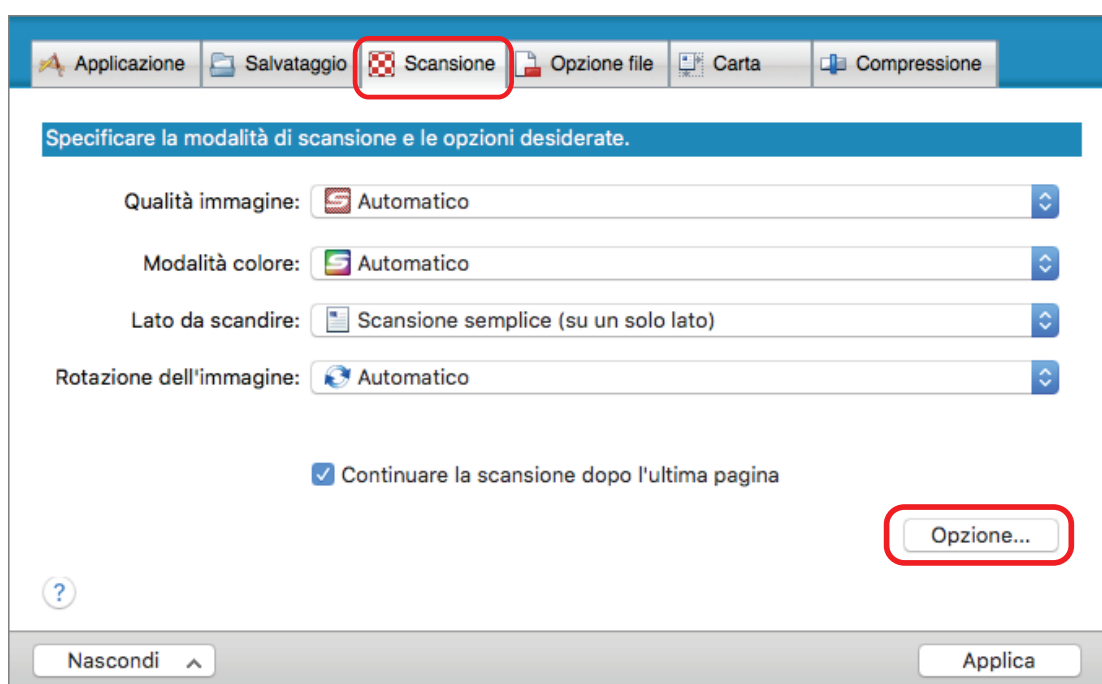 Applicazione Salvataggio Scansione Opzione file Carta Compressione
Specificare la modalità di scansione e le opzioni desiderate.
Qualità immagine: Automatico
Modalità colore: Automatico
Lato da scandire: Scansione semplice (su un solo lato)
Rotazione dell'immagine: Automatico
Continuare la scansione dopo l'ultima pagina
Opzione...
?
Nascondi Applica